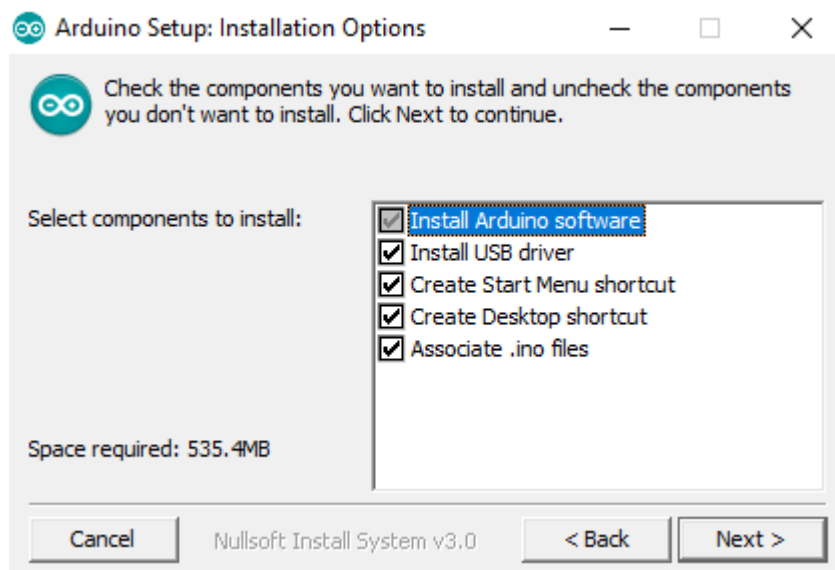 Arduino Setup: Installation Options
Check the components you want to install and uncheck the components
you don't want to install. Click Next to continue.
Select components to install:
Install Arduino software
Install USB driver
Create Start Menu shortcut
Create Desktop shortcut
Associate .ino files
Space required: 535.4MB
Cancel
Nullsoft Install System v3.0
< Back
Next >